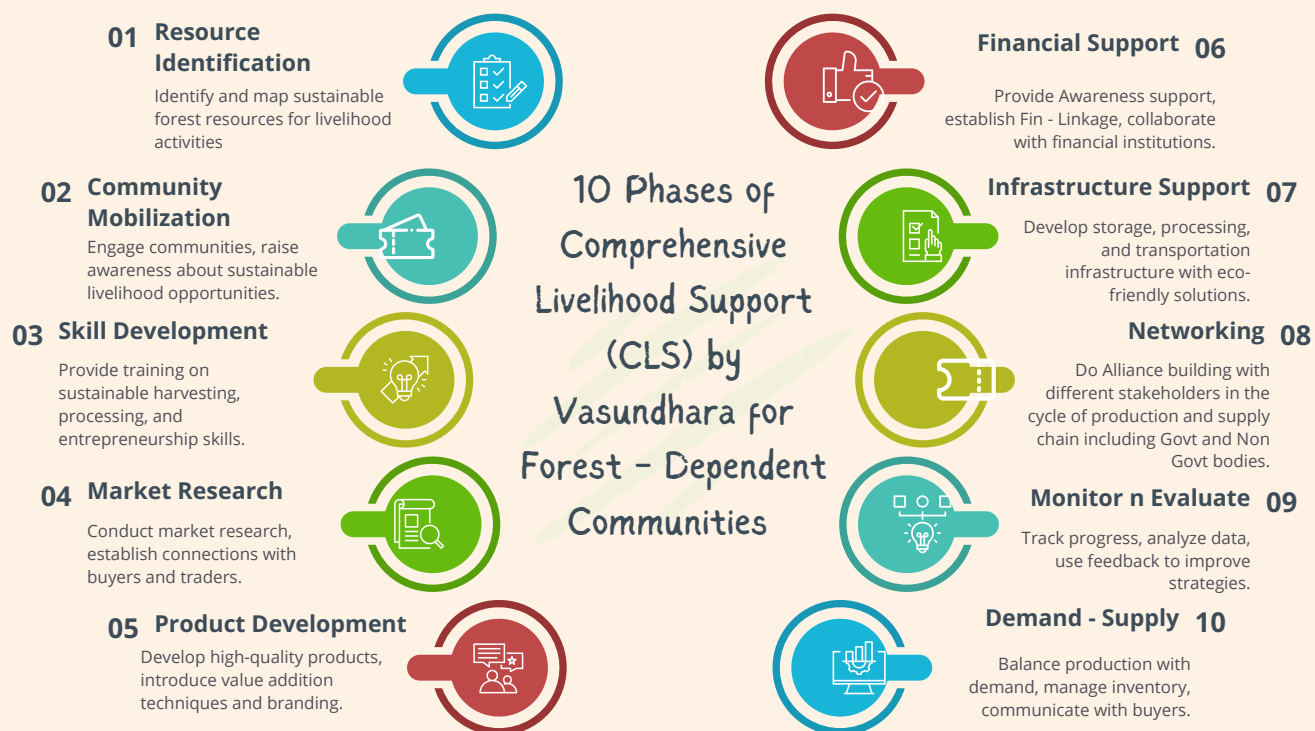 01 Resource
Identification
Identify and map sustainable
forest resources for livelihood
activities
02 Community
Mobilization
Engage communities, raise
awareness about sustainable
livelihood opportunities.
03 Skill Development
Provide training on
sustainable harvesting,
processing, and
entrepreneurship skills.
04 Market Research
Conduct market research,
establish connections with
buyers and traders.
05 Product Development
Develop high-quality products,
introduce value addition
techniques and branding.
10 Phases of
Comprehensive
Livelihood Support
(CLS) by
Vasundhara for
Forest - Dependent
Communities
Financial Support 06
Provide Awareness support,
establish Fin - Linkage, collaborate
with financial institutions.
Infrastructure Support 07
Develop storage, processing,
and transportation
infrastructure with eco-
friendly solutions.
Networking 08
Do Alliance building with
different stakeholders in the
cycle of production and supply
chain including Govt and Non
Govt bodies.
Monitor n Evaluate 09
Track progress, analyze data,
use feedback to improve
strategies.
Demand - Supply 10
Balance production with
demand, manage inventory,
communicate with buyers.